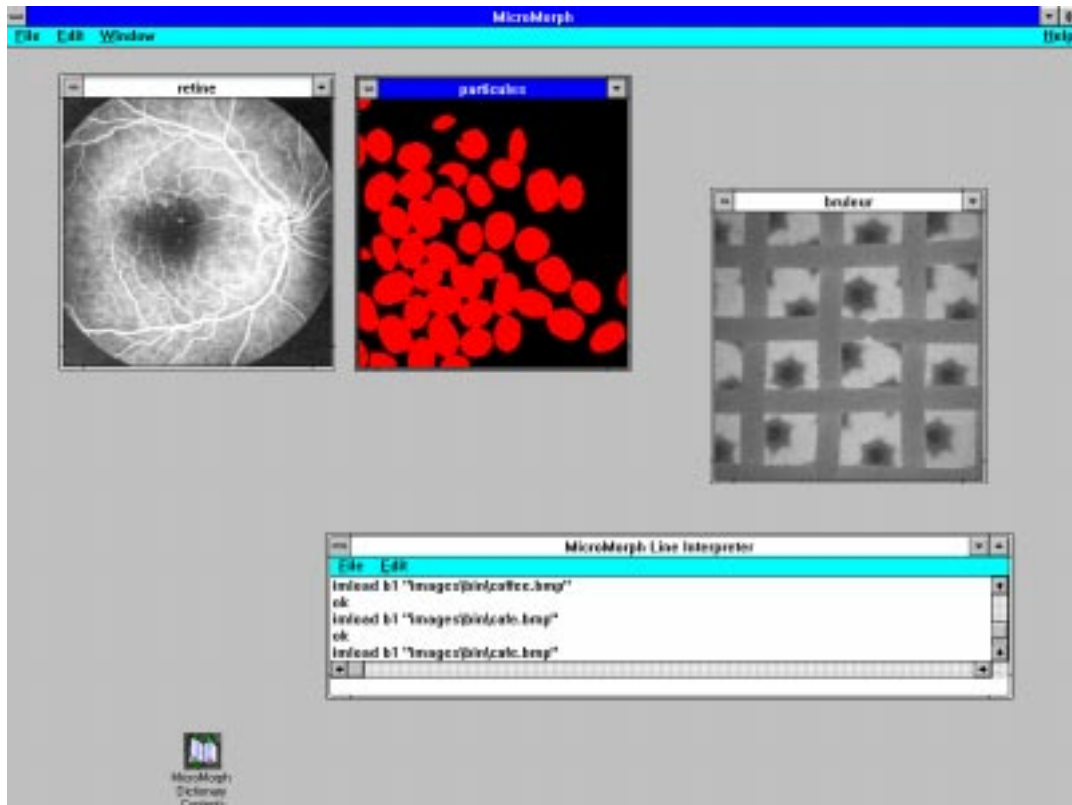 MicroMorph
File Edit Window Help
retine
particules
bruleur
MicroMorph Line Interpreter
File Edit
imload b1 "images\bin\coffee.bmp"
ok
imload b1 "images\bin\cafe.bmp"
ok
imload b1 "images\bin\cafe.bmp"
MicroMorph
Dictionary
Contents